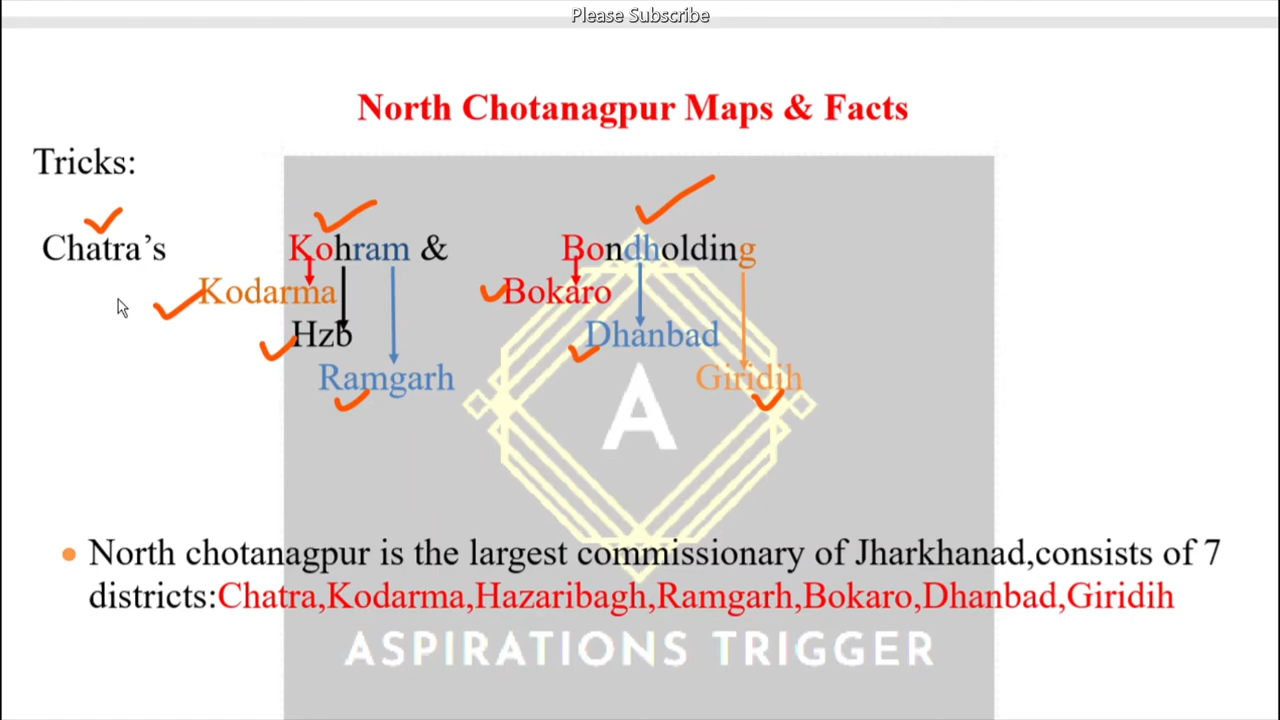 Please Subscribe
North Chotanagpur Maps & Facts
Tricks:
Chatra's Kohram & Bondholding
Kodarma Bokaro
Hzb Dhanbad
Ramgarh Giridih
A
North chotanagpur is the largest commissionary of Jharkhanad,consists of 7
districts:Chatra,Kodarma,Hazaribagh,Ramgarh,Bokaro,Dhanbad,Giridih
ASPIRATIONS TRIGGER